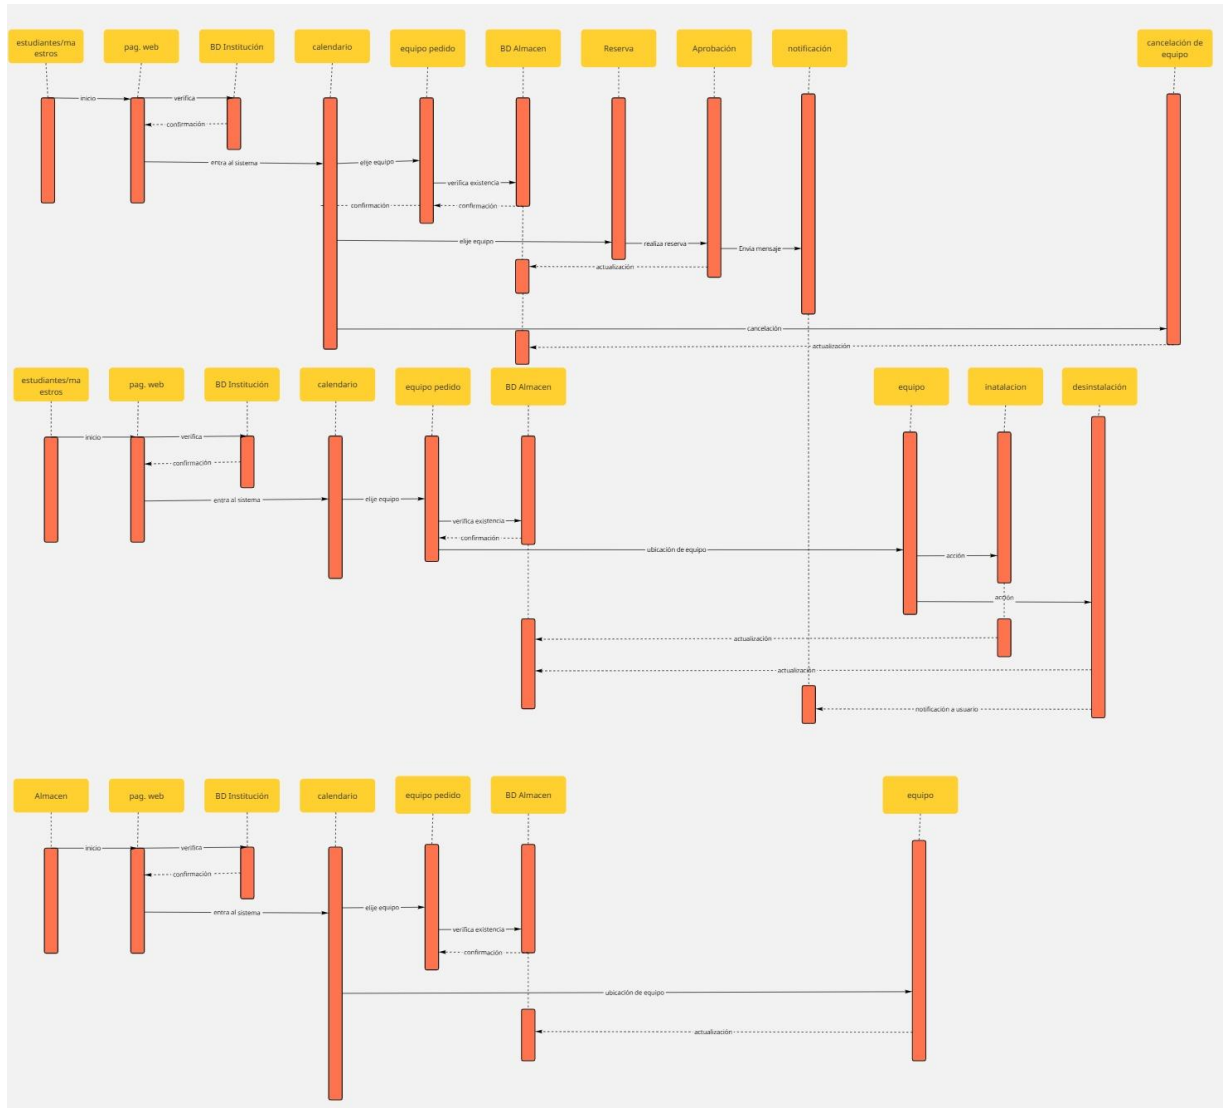 estudiantes/ma
estros
pag. web
BD Institución
calendario
equipo pedido
BD Almacen
Reserva
Aprobación
notificación
cancelación de
equipo
inicio
verifica
confirmación
entra al sistema
elije equipo
verifica existencia
confirmación
confirmación
elije equipo
realiza reserva
Envia mensaje
actualización
cancelación
actualización
estudiantes/ma
estros
pag. web
BD Institución
calendario
equipo pedido
BD Almacen
equipo
inatalacion
desinstalación
inicio
verifica
confirmación
entra al sistema
elije equipo
verifica existencia
confirmación
ubicación de equipo
acción
acción
actualización
actualización
notificación a usuario
Almacen
pag. web
BD Institución
calendario
equipo pedido
BD Almacen
equipo
inicio
verifica
confirmación
entra al sistema
elije equipo
verifica existencia
confirmación
ubicación de equipo
actualización